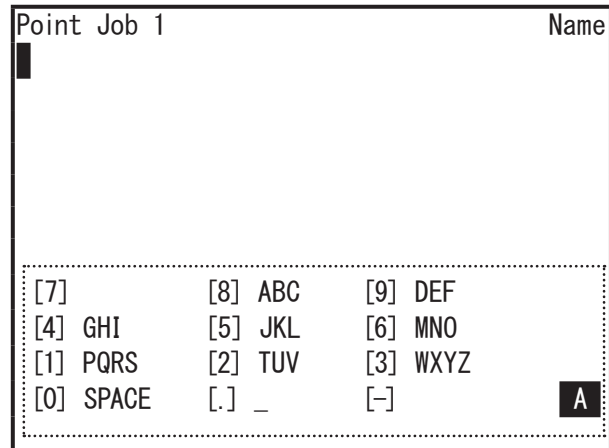 Point Job 1 Name
[7] [8] ABC [9] DEF
[4] GHI [5] JKL [6] MNO
[1] PQRS [2] TUV [3] WXYZ
[0] SPACE [.] _ [-] A